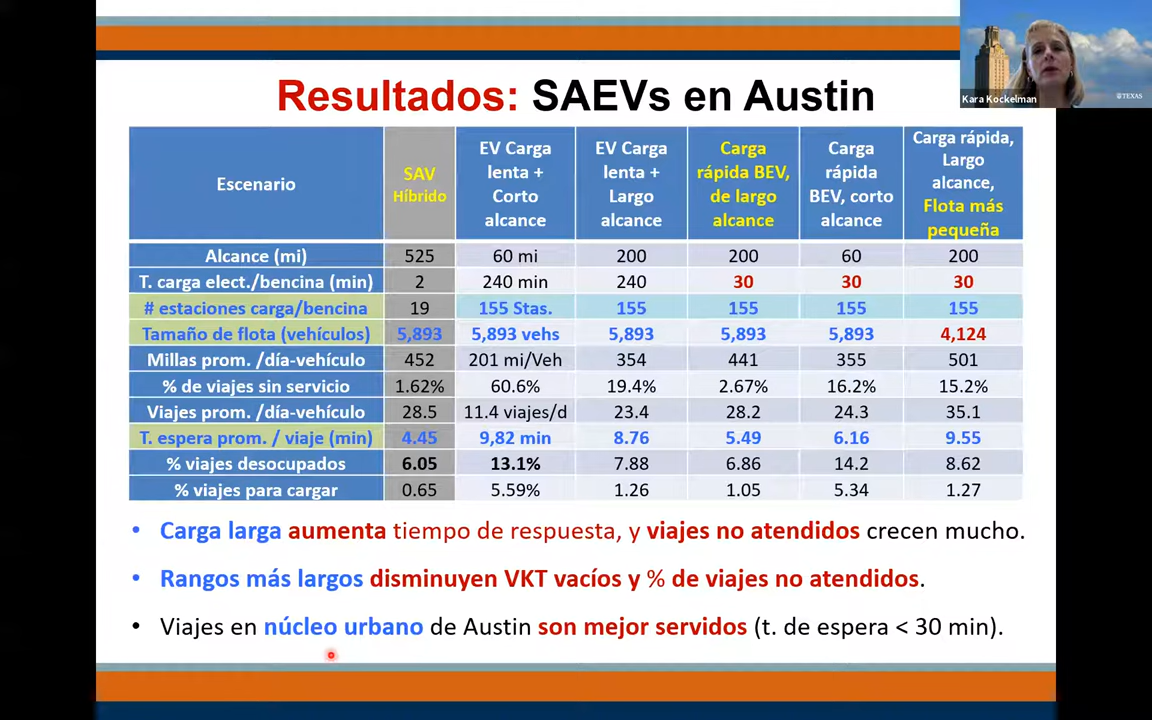 Kara Kockelman
TEXAS
Resultados: SAEVs en Austin
Escenario
SAV
Híbrido
EV Carga
lenta +
Corto
alcance
EV Carga
lenta +
Largo
alcance
Carga
rápida BEV,
de largo
alcance
Carga
rápida
BEV, corto
alcance
Carga rápida,
Largo
alcance,
Flota más
pequeña
Alcance (mi) 525 60 mi 200 200 60 200
T. carga elect./bencina (min) 2 240 min 240 30 30 30
# estaciones carga/bencina 19 155 Stas. 155 155 155 155
Tamaño de flota (vehículos) 5,893 5,893 vehs 5,893 5,893 5,893 4,124
Millas prom. /día-vehículo 452 201 mi/Veh 354 441 355 501
% de viajes sin servicio 1.62% 60.6% 19.4% 2.67% 16.2% 15.2%
Viajes prom. /día-vehículo 28.5 11.4 viajes/d 23.4 28.2 24.3 35.1
T. espera prom. / viaje (min) 4.45 9,82 min 8.76 5.49 6.16 9.55
% viajes desocupados 6.05 13.1% 7.88 6.86 14.2 8.62
% viajes para cargar 0.65 5.59% 1.26 1.05 5.34 1.27
• Carga larga aumenta tiempo de respuesta, y viajes no atendidos crecen mucho.
• Rangos más largos disminuyen VKT vacíos y % de viajes no atendidos.
• Viajes en núcleo urbano de Austin son mejor servidos (t. de espera < 30 min).